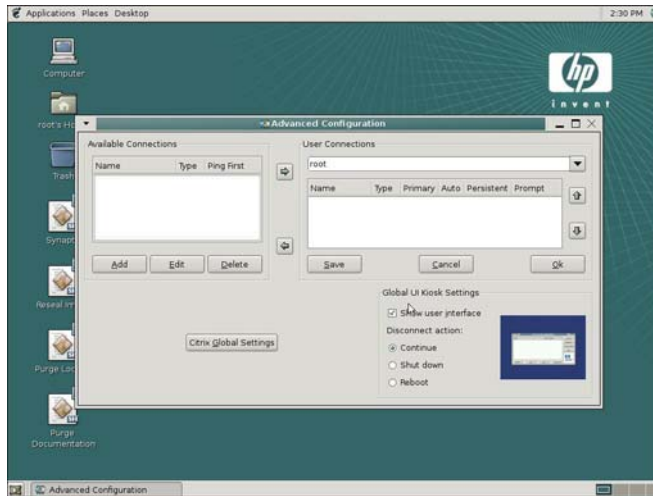 Applications Places Desktop
2:30 PM
Computer
hp
invent
root's Ho
Advanced Configuration
Available Connections
User Connections
Name Type Ping First
root
Name Type Primary Auto Persistent Prompt
Trash
Synapt
Add Edit Delete
Save Cancel Ok
Global UI Kiosk Settings
Show user interface
Disconnect action:
Continue
Shut down
Reboot
Citrix Global Settings
Reseal im
Purge Loc
Purge
Documentation
Advanced Configuration